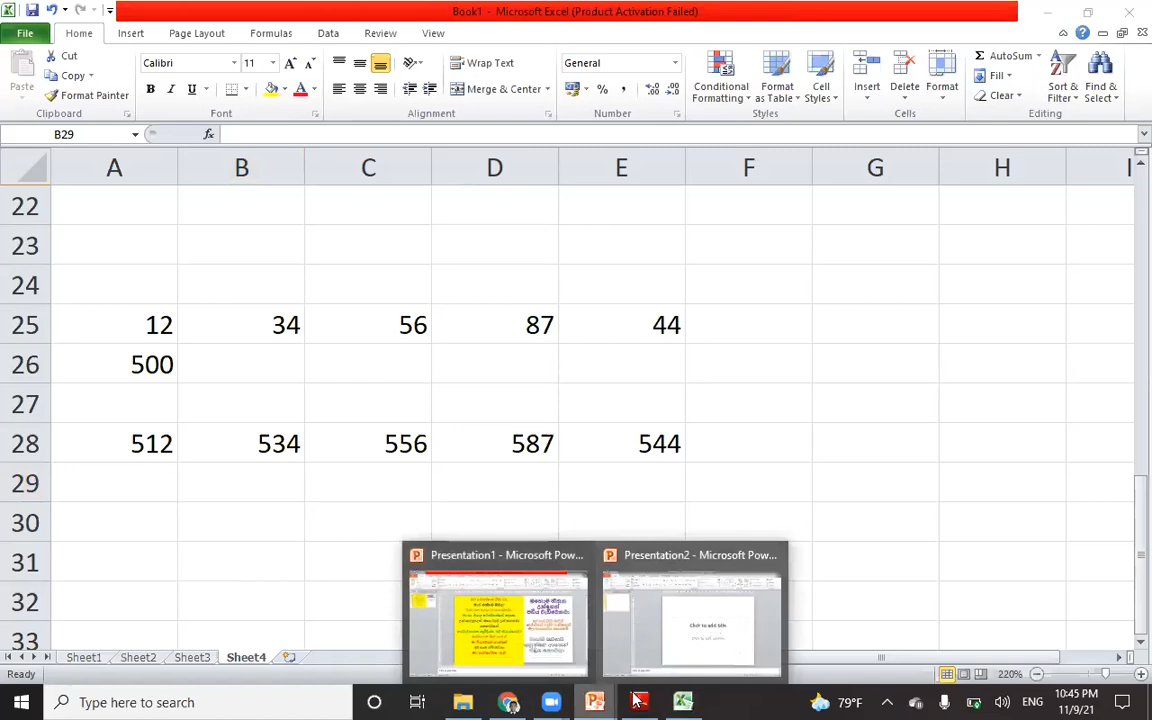 Book1 - Microsoft Excel (Product Activation Failed)
File Home Insert Page Layout Formulas Data Review View
Paste
Cut
Copy
Format Painter
Calibri 11
B I U A
Wrap Text
Merge & Center
General
Conditional Formatting
Format as Table
Cell Styles
Insert
Delete
Format
AutoSum
Fill
Clear
Sort & Filter
Find & Select
Clipboard Font Alignment Number Styles Cells Editing
B29 fx
A B C D E F G H I
22
23
24
25 12 34 56 87 44
26 500
27
28 512 534 556 587 544
29
30
31
32
33
Presentation1 - Microsoft Pow... Presentation2 - Microsoft Pow...
Click to add title
Sheet1 Sheet2 Sheet3 Sheet4
Ready 220%
Type here to search
79°F ENG 10:45 PM
11/9/21